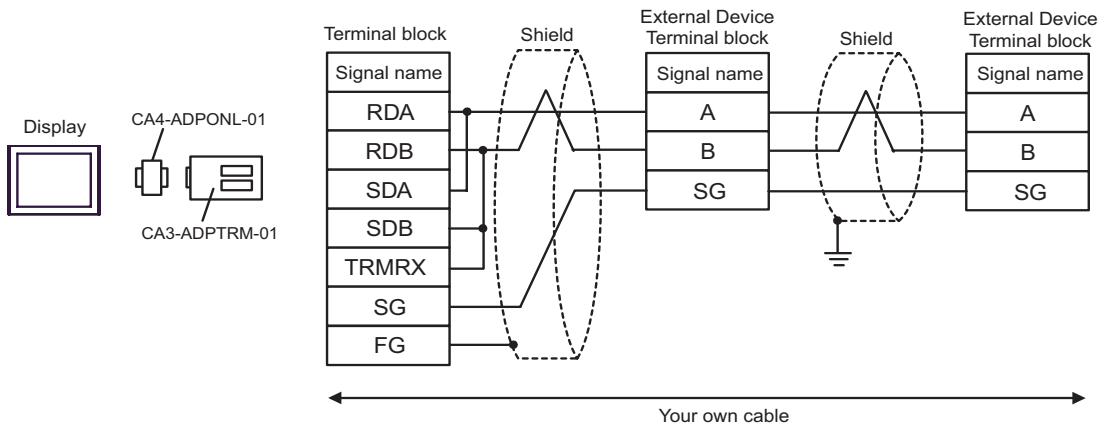 Display
CA4-ADPONL-01
CA3-ADPTRM-01
Terminal block
Signal name
RDA
RDB
SDA
SDB
TRMRX
SG
FG
Shield
External Device
Terminal block
Signal name
A
B
SG
Shield
External Device
Terminal block
Signal name
A
B
SG
Your own cable